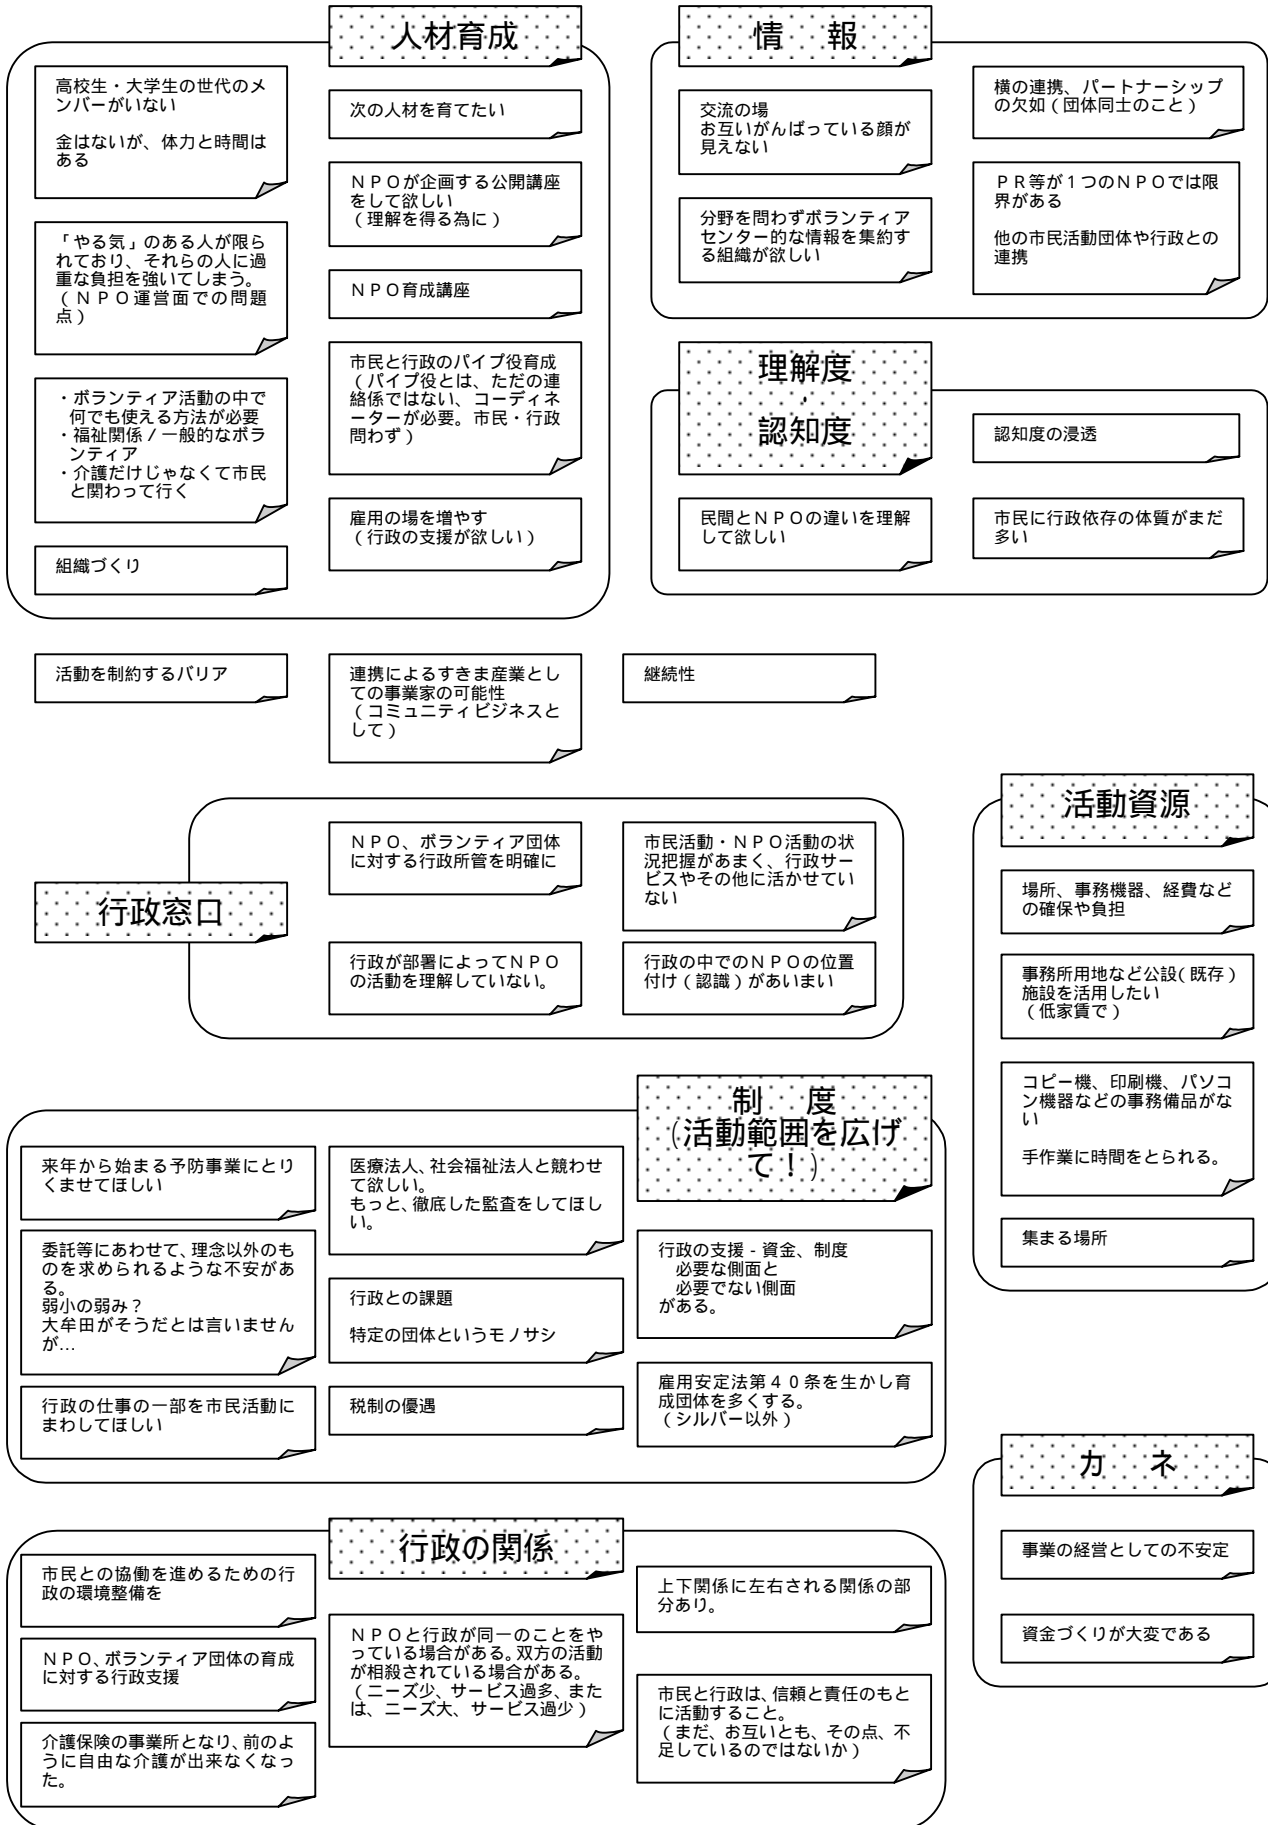 人材育成
高校生・大学生の世代のメ
ンバーがいない
金はないが、体力と時間は
ある
「やる気」のある人が限ら
れており、それらの人に過
重な負担を強いてしまう。
(NPO運営面での問題
点)
・ボランティア活動の中で
何でも使える方法が必要
・福祉関係/一般的なボラ
ンティア
・介護だけじゃなくて市民
と関わって行く
組織づくり
次の人材を育てたい
NPOが企画する公開講座
をして欲しい
(理解を得る為に)
NPO育成講座
市民と行政のパイプ役育成
(パイプ役とは、ただの連
絡係ではない、コーディネ
ーターが必要。市民・行政
問わず)
雇用の場を増やす
(行政の支援が欲しい)
情 報
交流の場
お互いがんばっている顔が
見えない
分野を問わずボランティア
センター的な情報を集約す
る組織が欲しい
横の連携、パートナーシップ
の欠如(団体同士のこと)
PR等が1つのNPOでは限
界がある
他の市民活動団体や行政との
連携
理解度
・
認知度
民間とNPOの違いを理解
して欲しい
認知度の浸透
市民に行政依存の体質がまだ
多い
活動を制約するバリア
連携によるすきま産業とし
ての事業家の可能性
(コミュニティビジネスと
して)
継続性
行政窓口
NPO、ボランティア団体
に対する行政所管を明確に
行政が部署によってNPO
の活動を理解していない。
市民活動・NPO活動の状
況把握があまく、行政サー
ビスやその他に活かせてい
ない
行政の中でのNPOの位置
付け(認識)があいまい
活動資源
場所、事務機器、経費など
の確保や負担
事務所用地など公設(既存)
施設を活用したい
(低家賃で)
コピー機、印刷機、パソコ
ン機器などの事務備品がな
い
手作業に時間をとられる。
集まる場所
制 度
(活動範囲を広げ
て!)
来年から始まる予防事業にとり
くませてほしい
委託等にあわせて、理念以外のも
のを求められるような不安があ
る。
弱小の弱み?
大牟田がそうだとは言いません
が…
行政の仕事の一部を市民活動に
まわしてほしい
医療法人、社会福祉法人と競わせ
て欲しい。
もっと、徹底した監査をしてほし
い。
行政との課題
特定の団体というモノサシ
税制の優遇
行政の支援-資金、制度
必要な側面と
必要でない側面
がある。
雇用安定法第40条を生かし育
成団体を多くする。
(シルバー以外)
カ ネ
事業の経営としての不安定
資金づくりが大変である
行政の関係
市民との協働を進めるための行
政の環境整備を
NPO、ボランティア団体の育成
に対する行政支援
介護保険の事業所となり、前のよ
うに自由な介護が出来なくなっ
た。
NPOと行政が同一のことをや
っている場合がある。双方の活動
が相殺されている場合がある。
(ニーズ少、サービス過多、また
は、ニーズ大、サービス過少)
上下関係に左右される関係の部
分あり。
市民と行政は、信頼と責任のもと
に活動すること。
(まだ、お互いとも、その点、不
足しているのではないか)